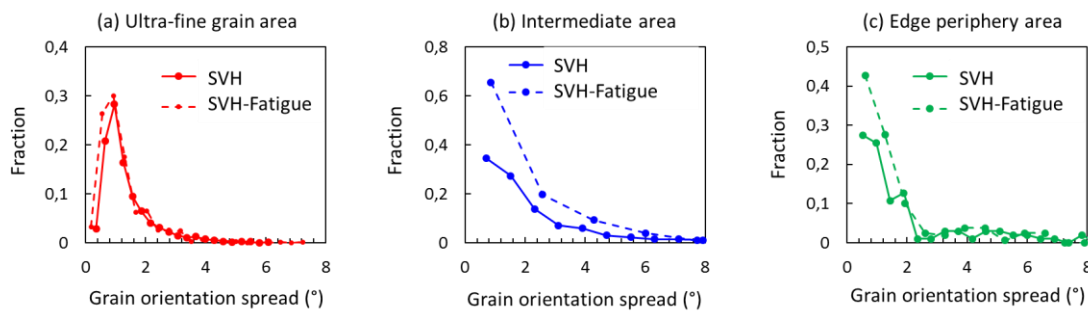 (a) Ultra-fine grain area
0,4
0,3
0,2
0,1
0
Fraction
SVH
SVH-Fatigue
0 2 4 6 8
Grain orientation spread (°)
(b) Intermediate area
0,8
0,6
0,4
0,2
0
Fraction
SVH
SVH-Fatigue
0 2 4 6 8
Grain orientation spread (°)
(c) Edge periphery area
0,5
0,4
0,3
0,2
0,1
0
Fraction
SVH
SVH-Fatigue
0 2 4 6 8
Grain orientation spread (°)